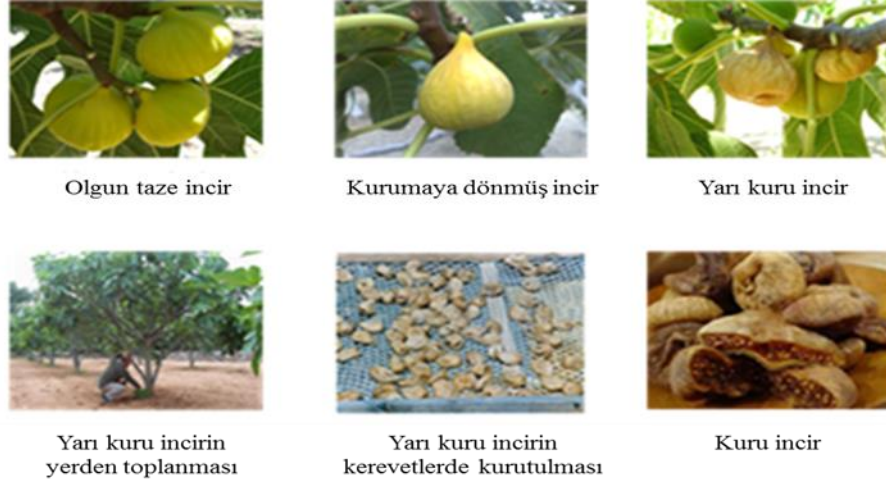 Olgun taze incir
Kurumaya dönmüş incir
Yarı kuru incir
Yarı kuru incirin
yerden toplanması
Yarı kuru incirin
kerevetlerde kurutulması
Kuru incir